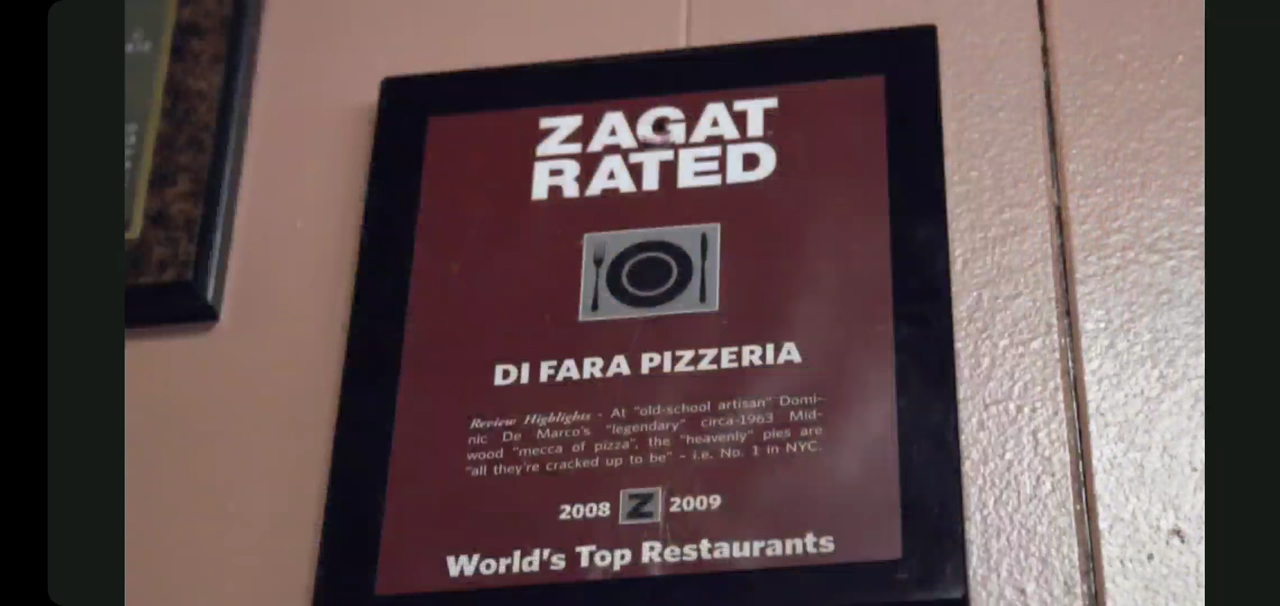 ZAGAT
RATED
DI FARA PIZZERIA
Review Highlights - At "old-school artisan" Domi-
nic De Marco's "legendary" circa-1963 Mid-
wood "mecca of pizza", the "heavenly" pies are
"all they're cracked up to be" – i.e. No. 1 in NYC.
2008 Z 2009
World's Top Restaurants